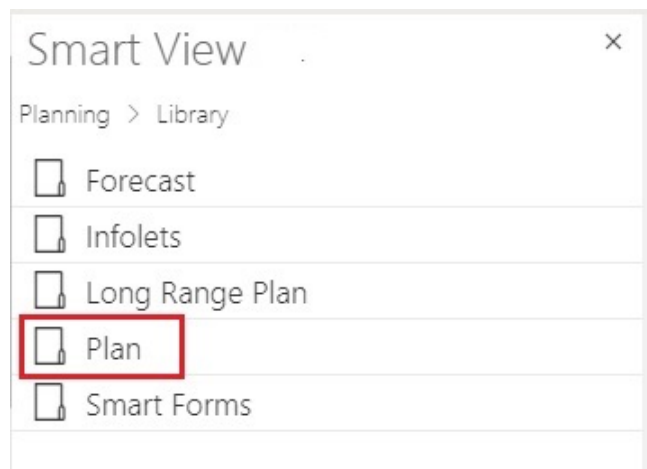 Smart View
Planning > Library
Forecast
Infolets
Long Range Plan
Plan
Smart Forms